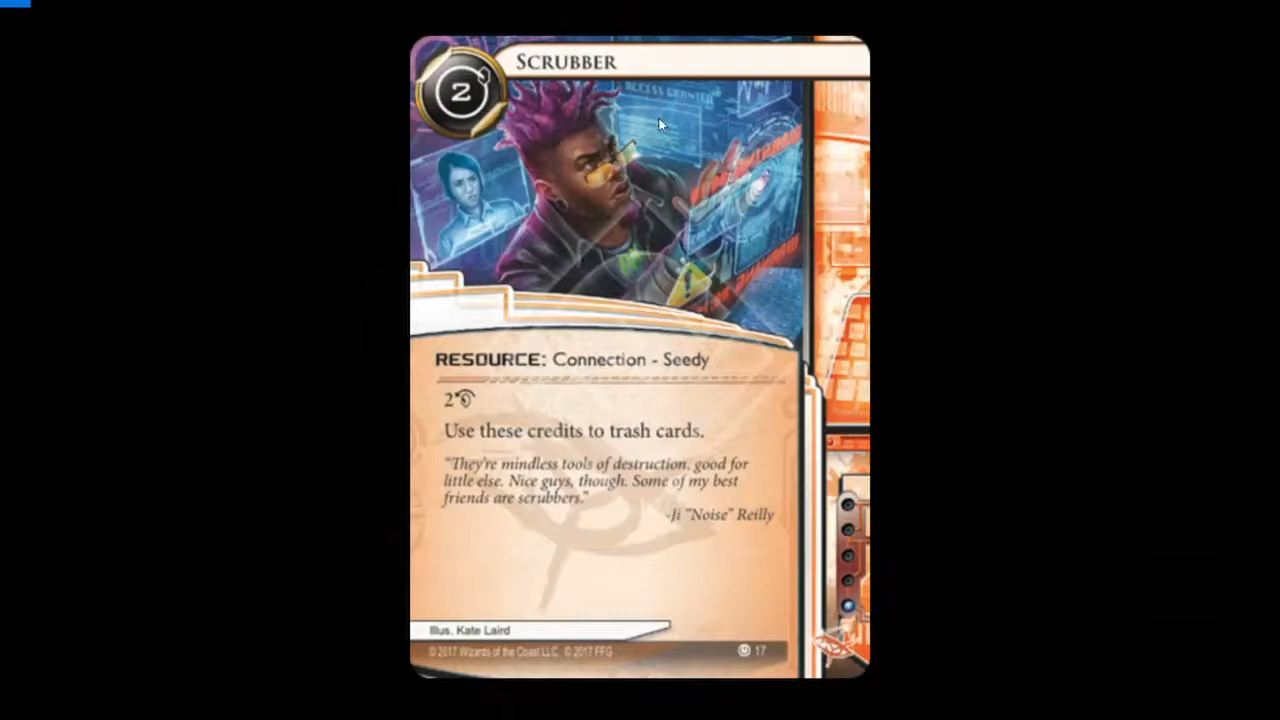 SCRUBBER
2
ACCESS GRANTED
RESOURCE: Connection - Seedy
2
Use these credits to trash cards.
"They're mindless tools of destruction, good for
little else. Nice guys, though. Some of my best
friends are scrubbers."
-Ji "Noise" Reilly
Illus. Kate Laird
© 2017 Wizards of the Coast LLC. © 2017 FFG
17